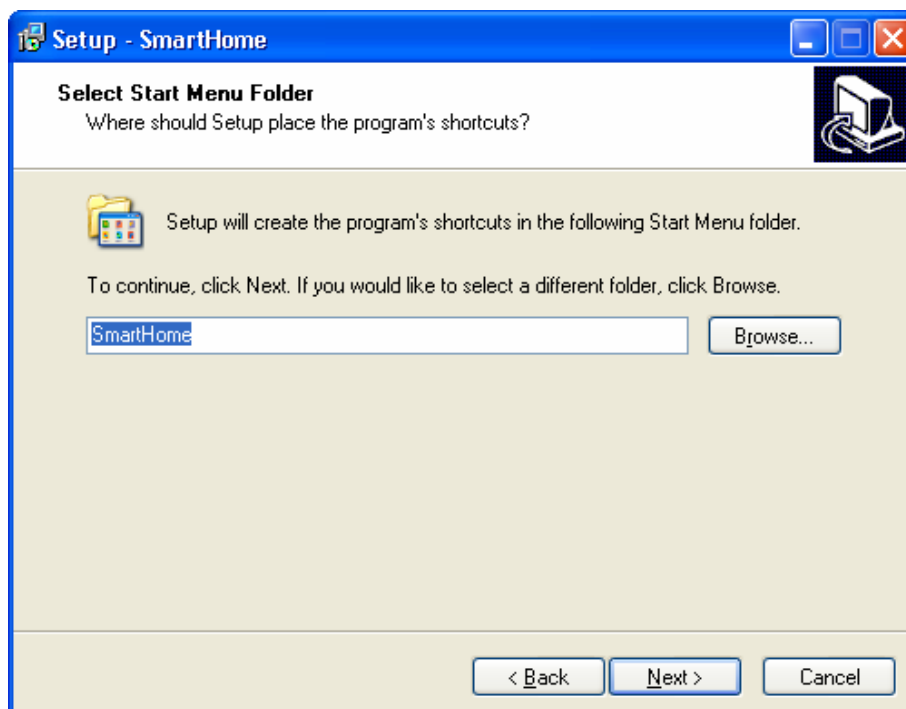 Setup - SmartHome
Select Start Menu Folder
Where should Setup place the program's shortcuts?
Setup will create the program's shortcuts in the following Start Menu folder.
To continue, click Next. If you would like to select a different folder, click Browse.
SmartHome
Browse...
< Back
Next >
Cancel